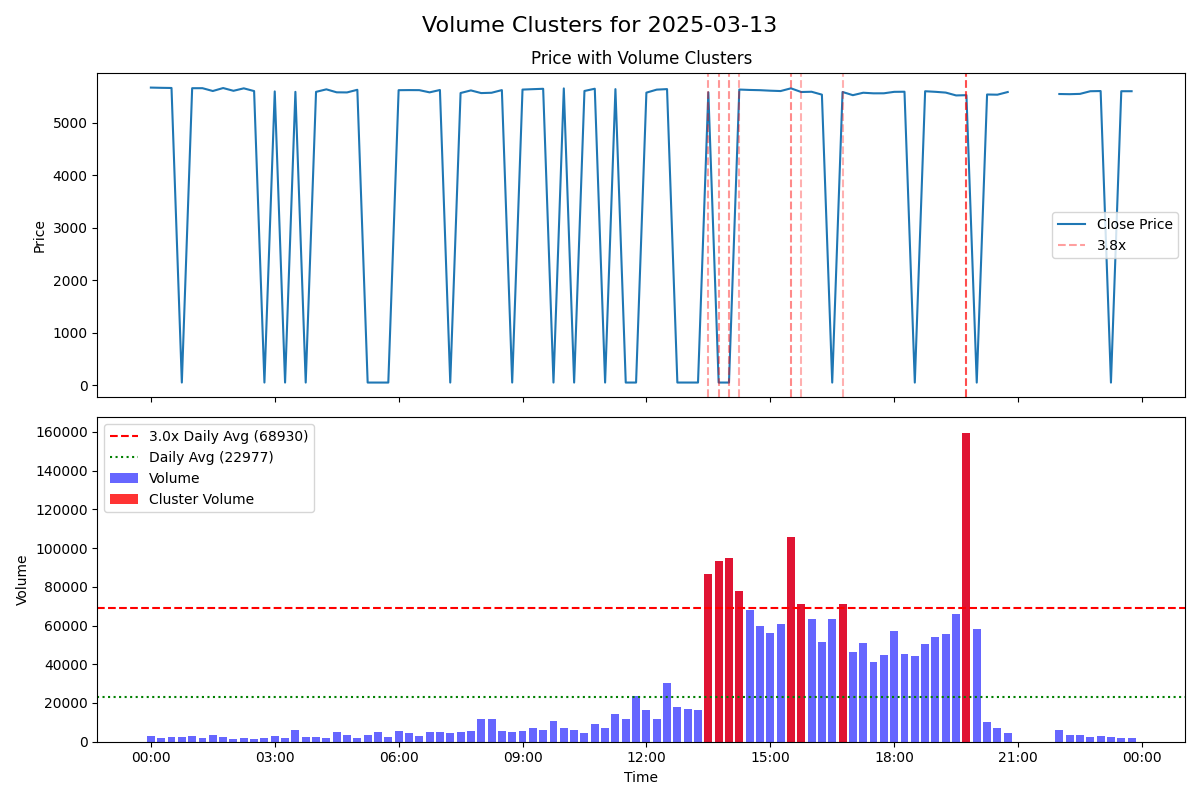 Volume Clusters for 2025-03-13
Price with Volume Clusters
Price
5000
4000
3000
2000
1000
0
Close Price
3.8x
Volume
160000
140000
120000
100000
80000
60000
40000
20000
0
3.0x Daily Avg (68930)
Daily Avg (22977)
Volume
Cluster Volume
00:00 03:00 06:00 09:00 12:00 15:00 18:00 21:00 00:00
Time